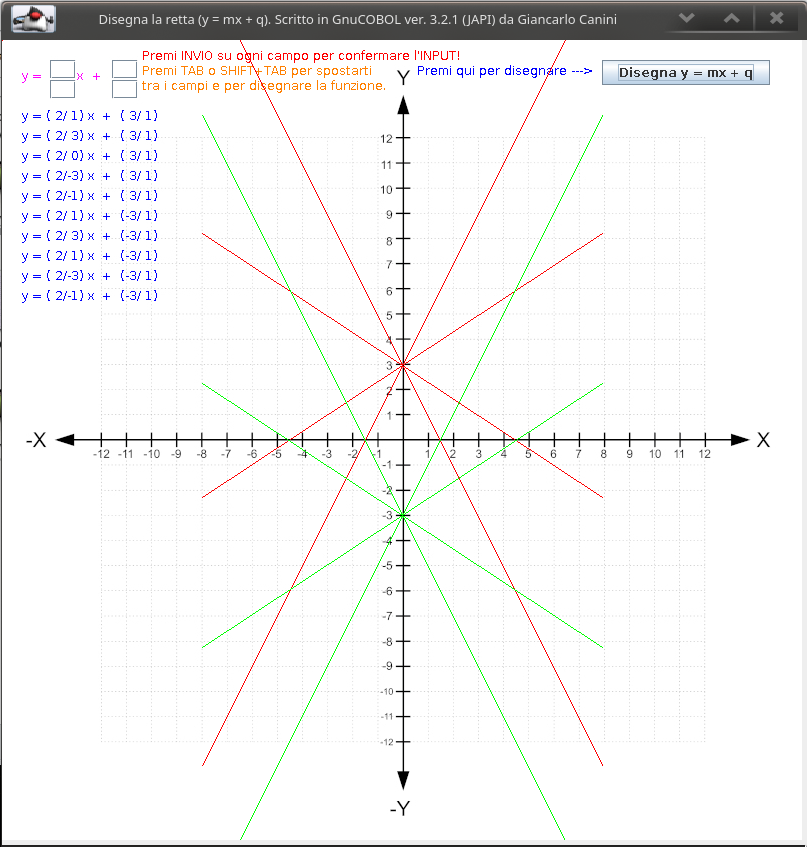 Disegna la retta (y = mx + q). Scritto in GnuCOBOL ver. 3.2.1 (JAPI) da Giancarlo Canini
Premi INVIO su ogni campo per confermare l'INPUT!
y = x +
Premi TAB o SHIFT+TAB per spostarti
tra i campi e per disegnare la funzione.
Y
Premi qui per disegnare --->
Disegna y = mx + q
y = ( 2/ 1) x + ( 3/ 1)
y = ( 2/ 3) x + ( 3/ 1)
y = ( 2/ 0) x + ( 3/ 1)
y = ( 2/-3) x + ( 3/ 1)
y = ( 2/-1) x + ( 3/ 1)
y = ( 2/ 1) x + (-3/ 1)
y = ( 2/ 3) x + (-3/ 1)
y = ( 2/ 1) x + (-3/ 1)
y = ( 2/-3) x + (-3/ 1)
y = ( 2/-1) x + (-3/ 1)
12
11
10
9
8
7
6
5
4
3
2
1
-X
X
-12 -11 -10 -9 -8 -7 -6 -5 -4 -3 -2 -1 1 2 3 4 5 6 7 8 9 10 11 12
-1
-2
-3
-4
-5
-6
-7
-8
-9
-10
-11
-12
-Y